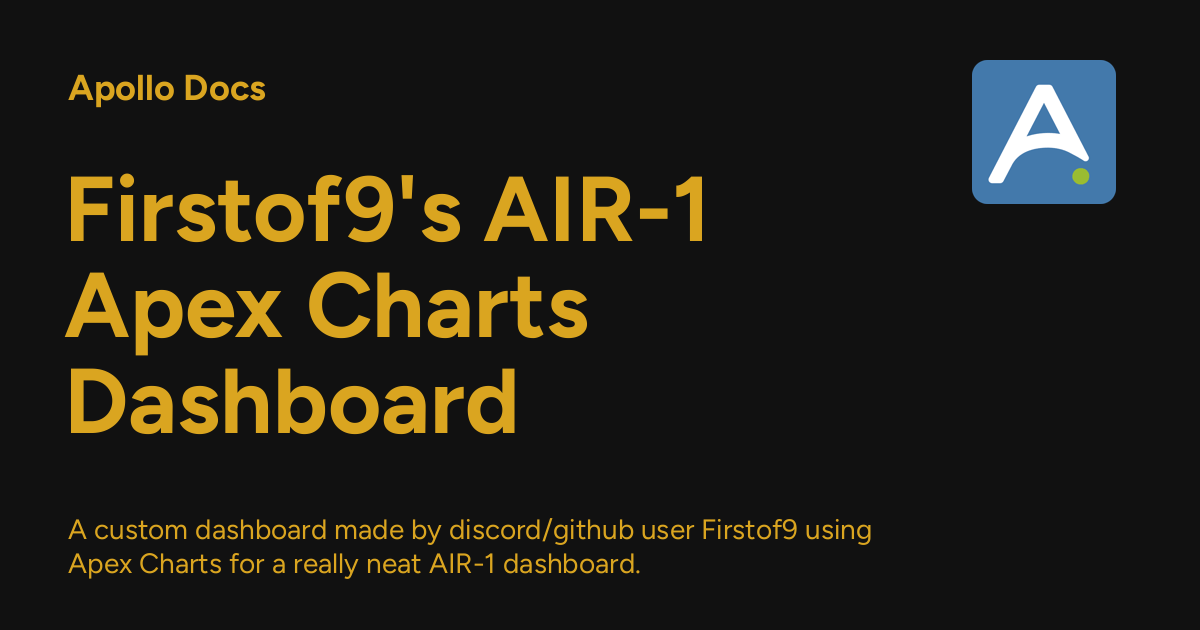 Apollo Docs
Firstof9's AIR-1
Apex Charts
Dashboard
A custom dashboard made by discord/github user Firstof9 using
Apex Charts for a really neat AIR-1 dashboard.